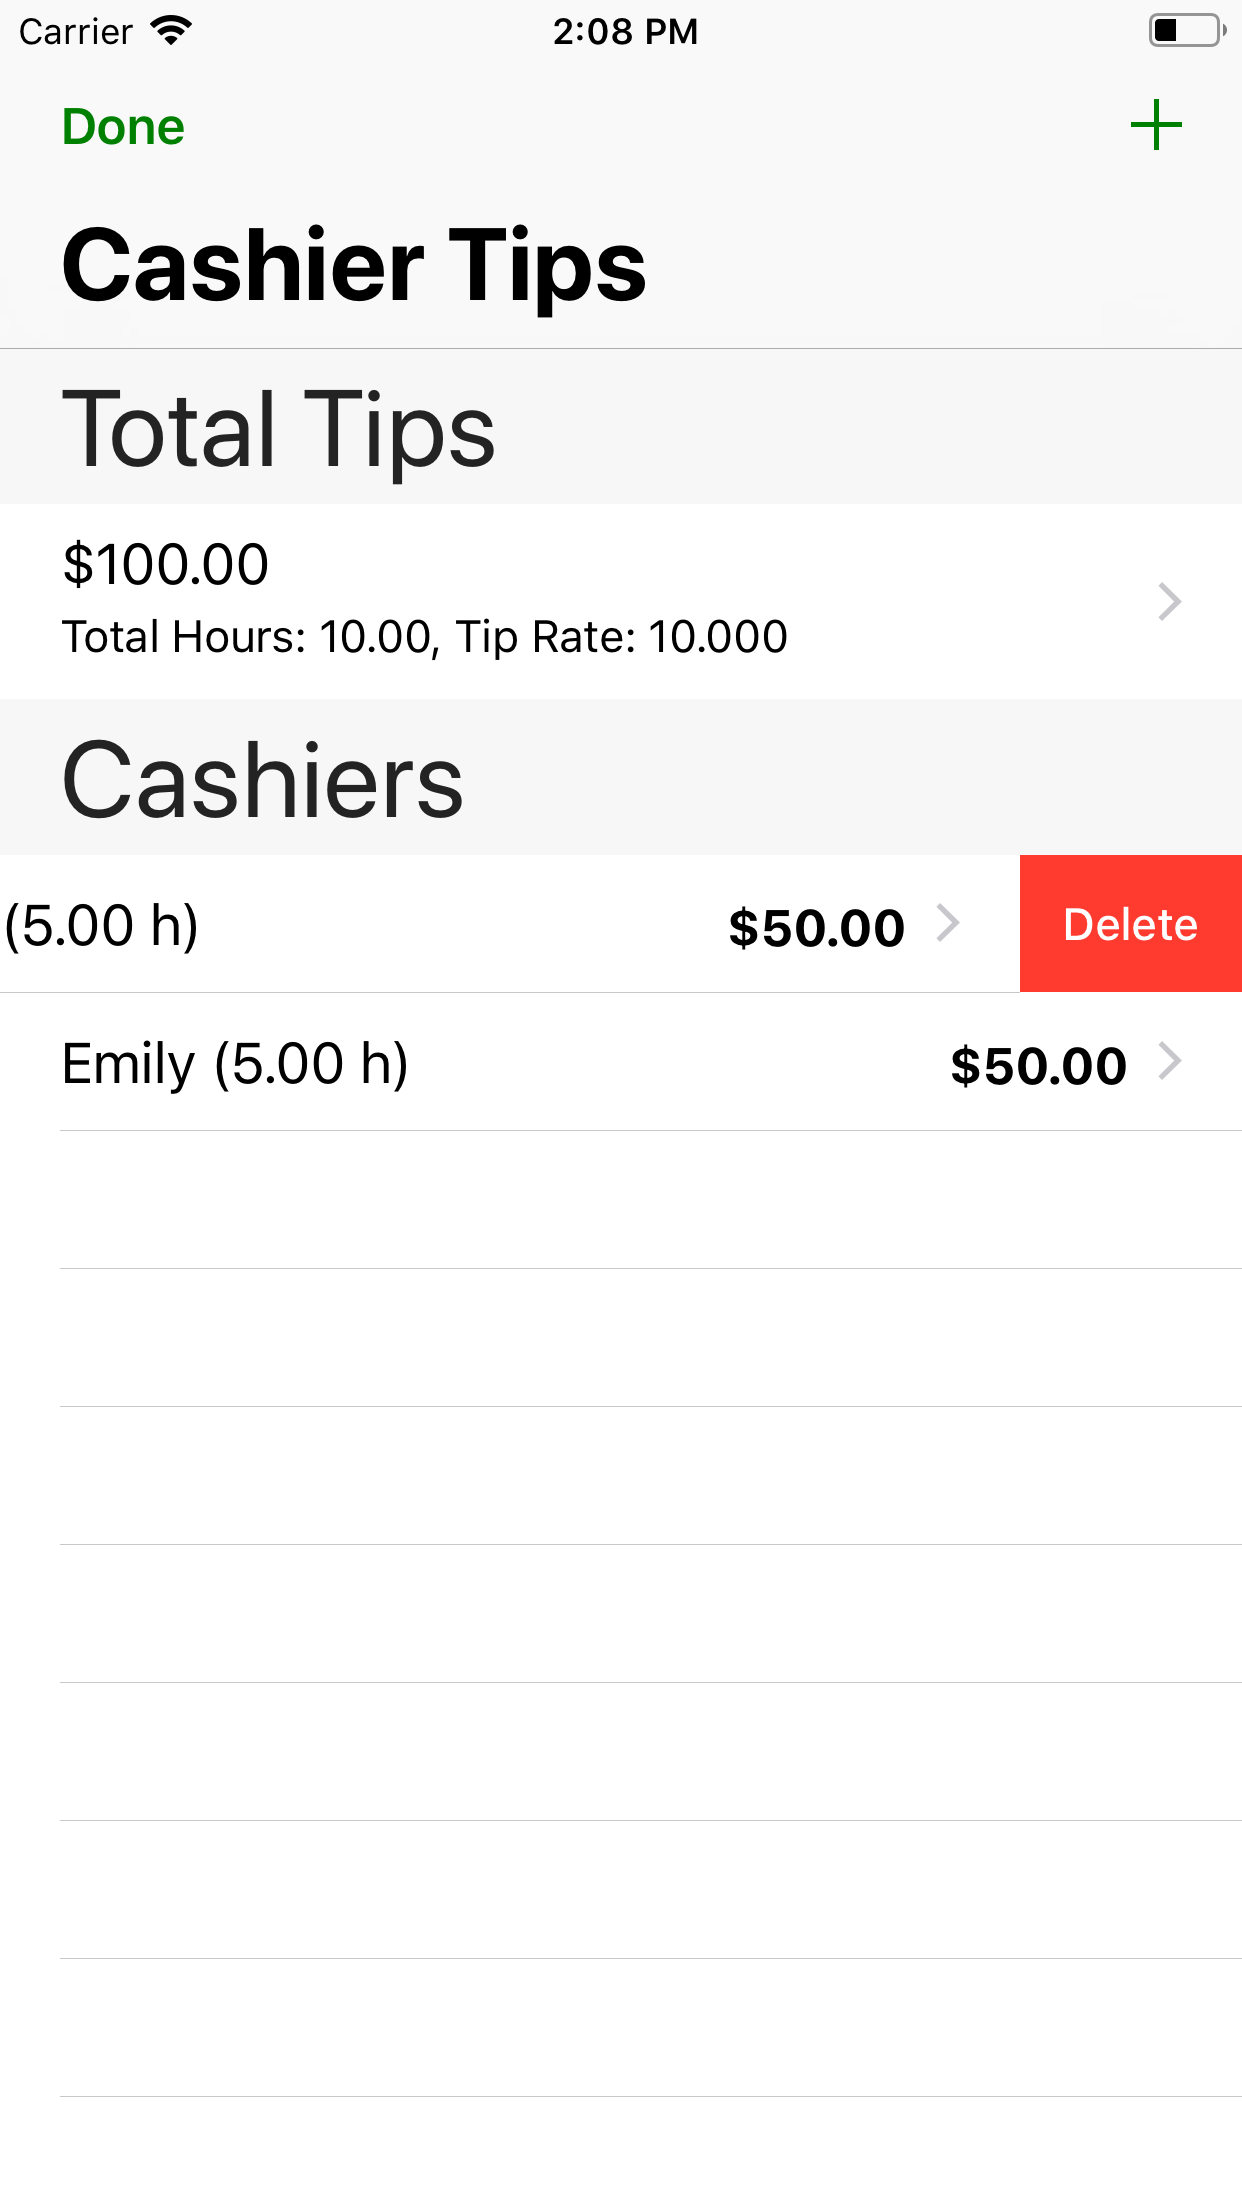 Carrier 2:08 PM
Done
Cashier Tips
Total Tips
$100.00
Total Hours: 10.00, Tip Rate: 10.000
Cashiers
(5.00 h) $50.00 Delete
Emily (5.00 h) $50.00